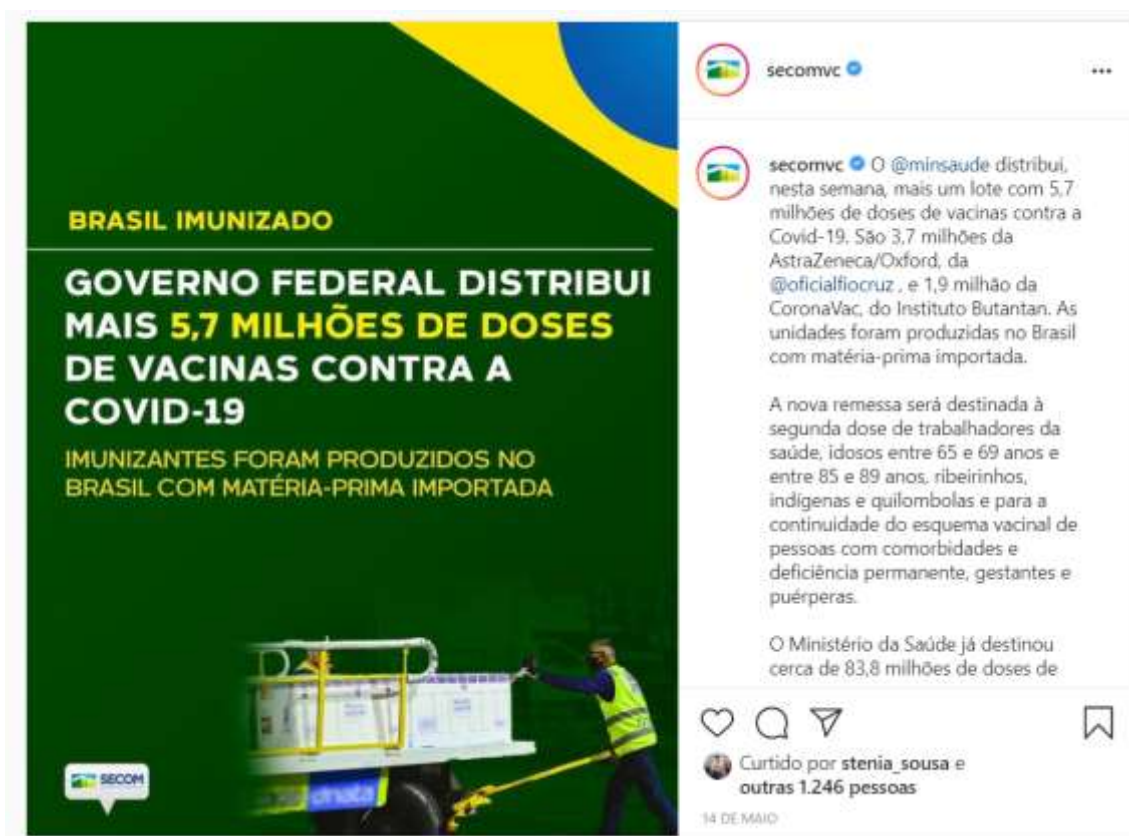 BRASIL IMUNIZADO
GOVERNO FEDERAL DISTRIBUI
MAIS 5,7 MILHÕES DE DOSES
DE VACINAS CONTRA A
COVID-19
IMUNIZANTES FORAM PRODUZIDOS NO
BRASIL COM MATÉRIA-PRIMA IMPORTADA
dnata
SECOM
secomvc
secomvc O @minsaude distribui,
nesta semana, mais um lote com 5,7
milhões de doses de vacinas contra a
Covid-19. São 3,7 milhões da
AstraZeneca/Oxford, da
@oficialfiocruz , e 1,9 milhão da
CoronaVac, do Instituto Butantan. As
unidades foram produzidas no Brasil
com matéria-prima importada.
A nova remessa será destinada à
segunda dose de trabalhadores da
saúde, idosos entre 65 e 69 anos e
entre 85 e 89 anos, ribeirinhos,
indígenas e quilombolas e para a
continuidade do esquema vacinal de
pessoas com comorbidades e
deficiência permanente, gestantes e
puérperas.
O Ministério da Saúde já destinou
cerca de 83,8 milhões de doses de
Curtido por stenia_sousa e
outras 1.246 pessoas
14 DE MAIO